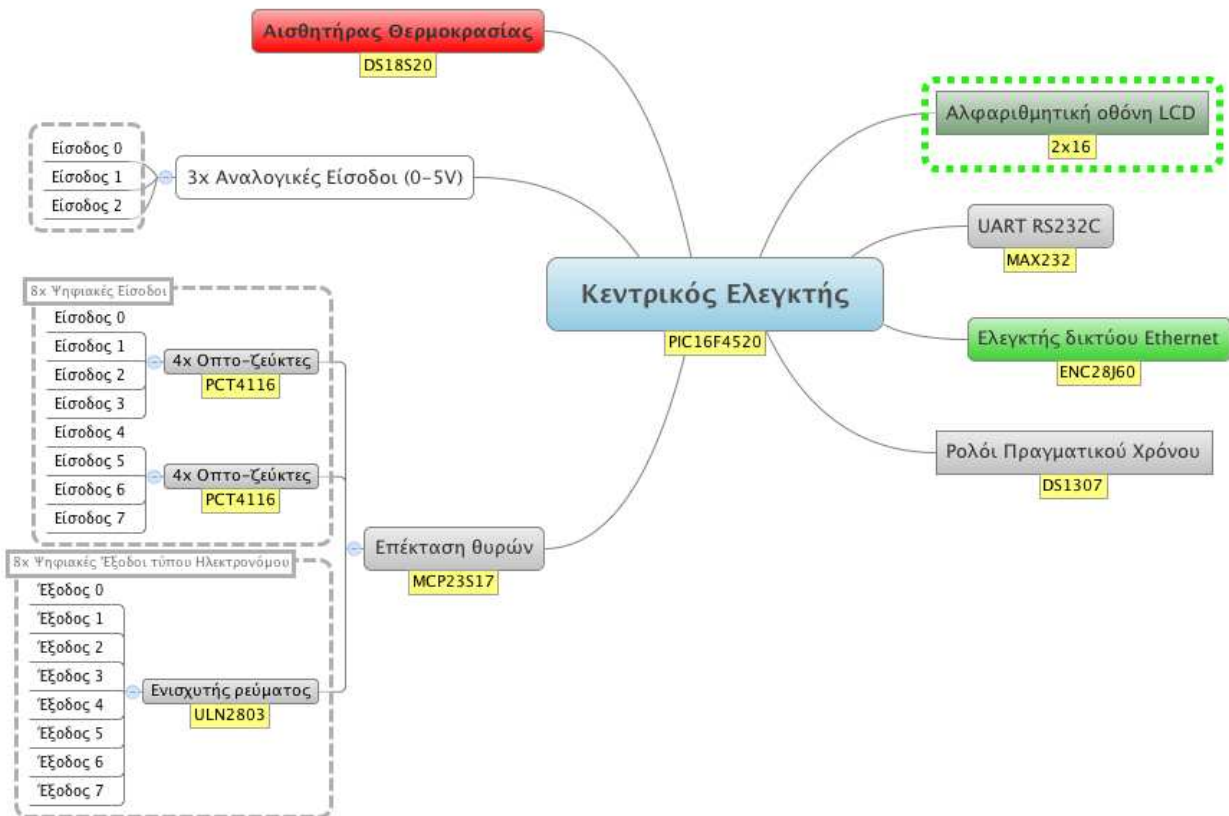 Αισθητήρας Θερμοκρασίας
DS18S20
Είσοδος 0
Είσοδος 1
Είσοδος 2
3x Αναλογικές Είσοδοι (0-5V)
8x Ψηφιακές Είσοδοι
Είσοδος 0
Είσοδος 1
Είσοδος 2
Είσοδος 3
4x Οπτο-ζεύκτες
PCT4116
Είσοδος 4
Είσοδος 5
Είσοδος 6
Είσοδος 7
4x Οπτο-ζεύκτες
PCT4116
8x Ψηφιακές Έξοδοι τύπου Ηλεκτρονόμου
Έξοδος 0
Έξοδος 1
Έξοδος 2
Έξοδος 3
Έξοδος 4
Έξοδος 5
Έξοδος 6
Έξοδος 7
Ενισχυτής ρεύματος
ULN2803
Επέκταση θυρών
MCP23S17
Κεντρικός Ελεγκτής
PIC16F4520
Αλφαριθμητική οθόνη LCD
2x16
UART RS232C
MAX232
Ελεγκτής δικτύου Ethernet
ENC28J60
Ρολόι Πραγματικού Χρόνου
DS1307